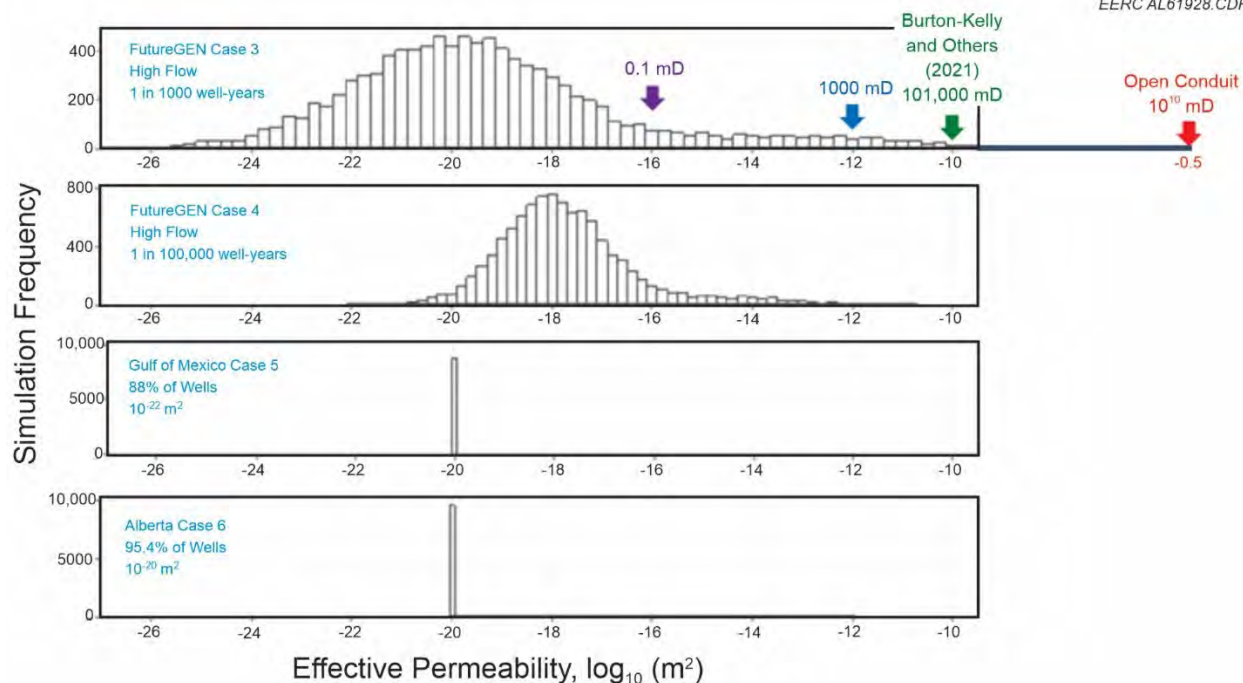 EERC AL61928.CDR
Simulation Frequency
FutureGEN Case 3
High Flow
1 in 1000 well-years
0.1 mD
1000 mD
Burton-Kelly
and Others
(2021)
101,000 mD
Open Conduit
10¹⁰ mD
400
200
0
-26 -24 -22 -20 -18 -16 -14 -12 -10 -0.5
FutureGEN Case 4
High Flow
1 in 100,000 well-years
800
400
0
-26 -24 -22 -20 -18 -16 -14 -12 -10
Gulf of Mexico Case 5
88% of Wells
10⁻²² m²
10,000
5000
0
-26 -24 -22 -20 -18 -16 -14 -12 -10
Alberta Case 6
95.4% of Wells
10⁻²⁰ m²
10,000
5000
0
-26 -24 -22 -20 -18 -16 -14 -12 -10
Effective Permeability, log₁₀ (m²)